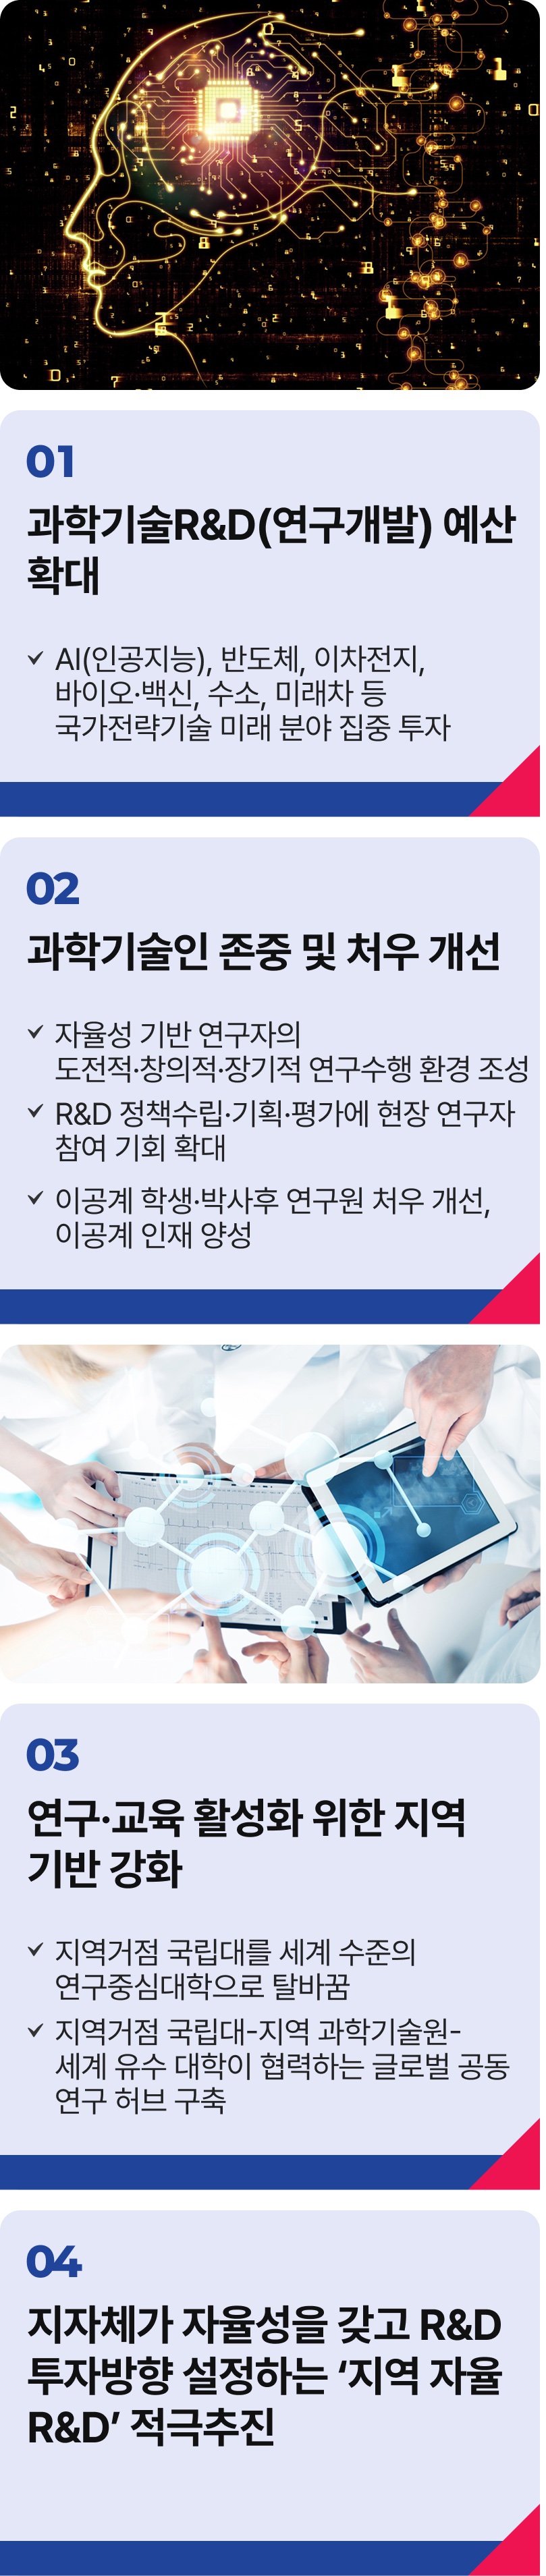 01
과학기술R&D(연구개발) 예산
확대
AI(인공지능), 반도체, 이차전지,
바이오·백신, 수소, 미래차 등
국가전략기술 미래 분야 집중 투자
02
과학기술인 존중 및 처우 개선
자율성 기반 연구자의
도전적·창의적·장기적 연구수행 환경 조성
R&D 정책수립·기획·평가에 현장 연구자
참여 기회 확대
이공계 학생·박사후 연구원 처우 개선,
이공계 인재 양성
03
연구·교육 활성화 위한 지역
기반 강화
지역거점 국립대를 세계 수준의
연구중심대학으로 탈바꿈
지역거점 국립대-지역 과학기술원-
세계 유수 대학이 협력하는 글로벌 공동
연구 허브 구축
04
지자체가 자율성을 갖고 R&D
투자방향 설정하는 ‘지역 자율
R&D’ 적극추진